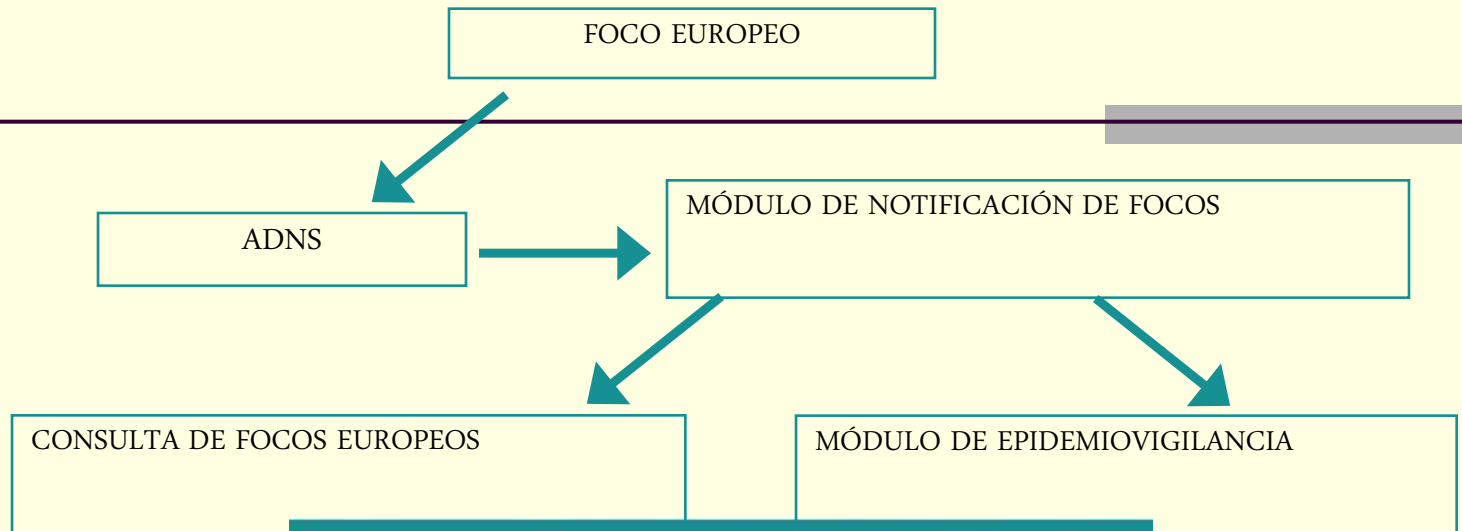 FOCO EUROPEO
ADNS
MÓDULO DE NOTIFICACIÓN DE FOCOS
CONSULTA DE FOCOS EUROPEOS
MÓDULO DE EPIDEMIOVIGILANCIA